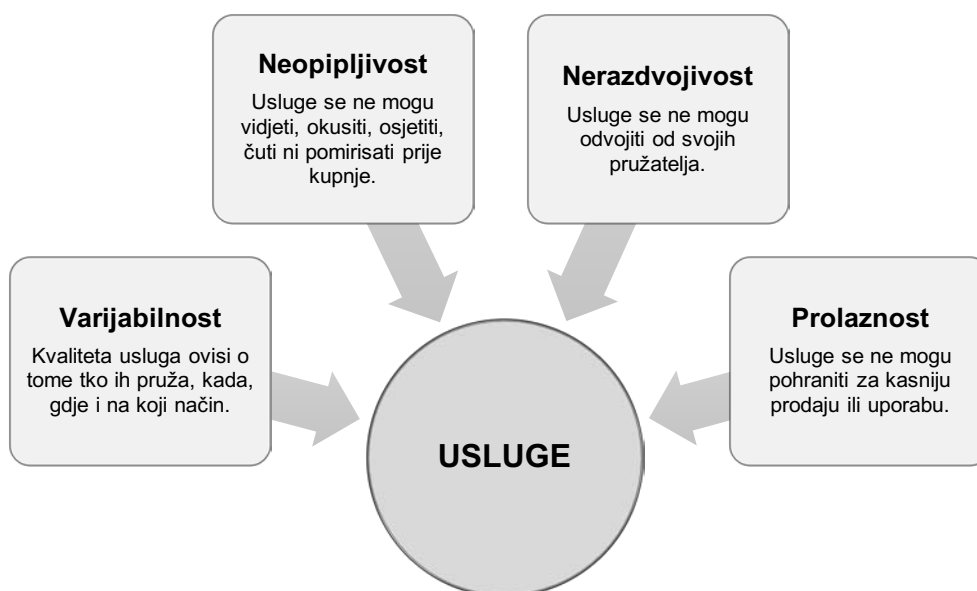 Neopipljivost
Usluge se ne mogu
vidjeti, okusiti, osjetiti,
čuti ni pomirisati prije
kupnje.
Nerazdvojivost
Usluge se ne mogu
odvojiti od svojih
pružatelja.
Varijabilnost
Kvaliteta usluga ovisi o
tome tko ih pruža, kada,
gdje i na koji način.
Prolaznost
Usluge se ne mogu
pohraniti za kasniju
prodaju ili uporabu.
USLUGE